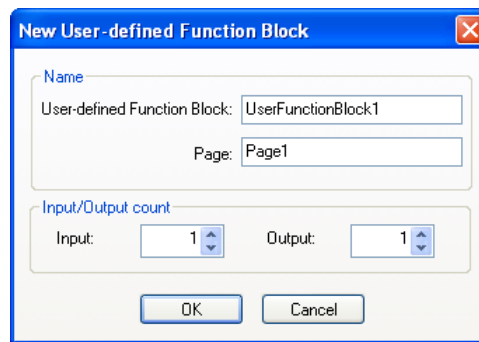 New User-defined Function Block
Name
User-defined Function Block: UserFunctionBlock1
Page: Page1
Input/Output count
Input: 1 Output: 1
OK Cancel